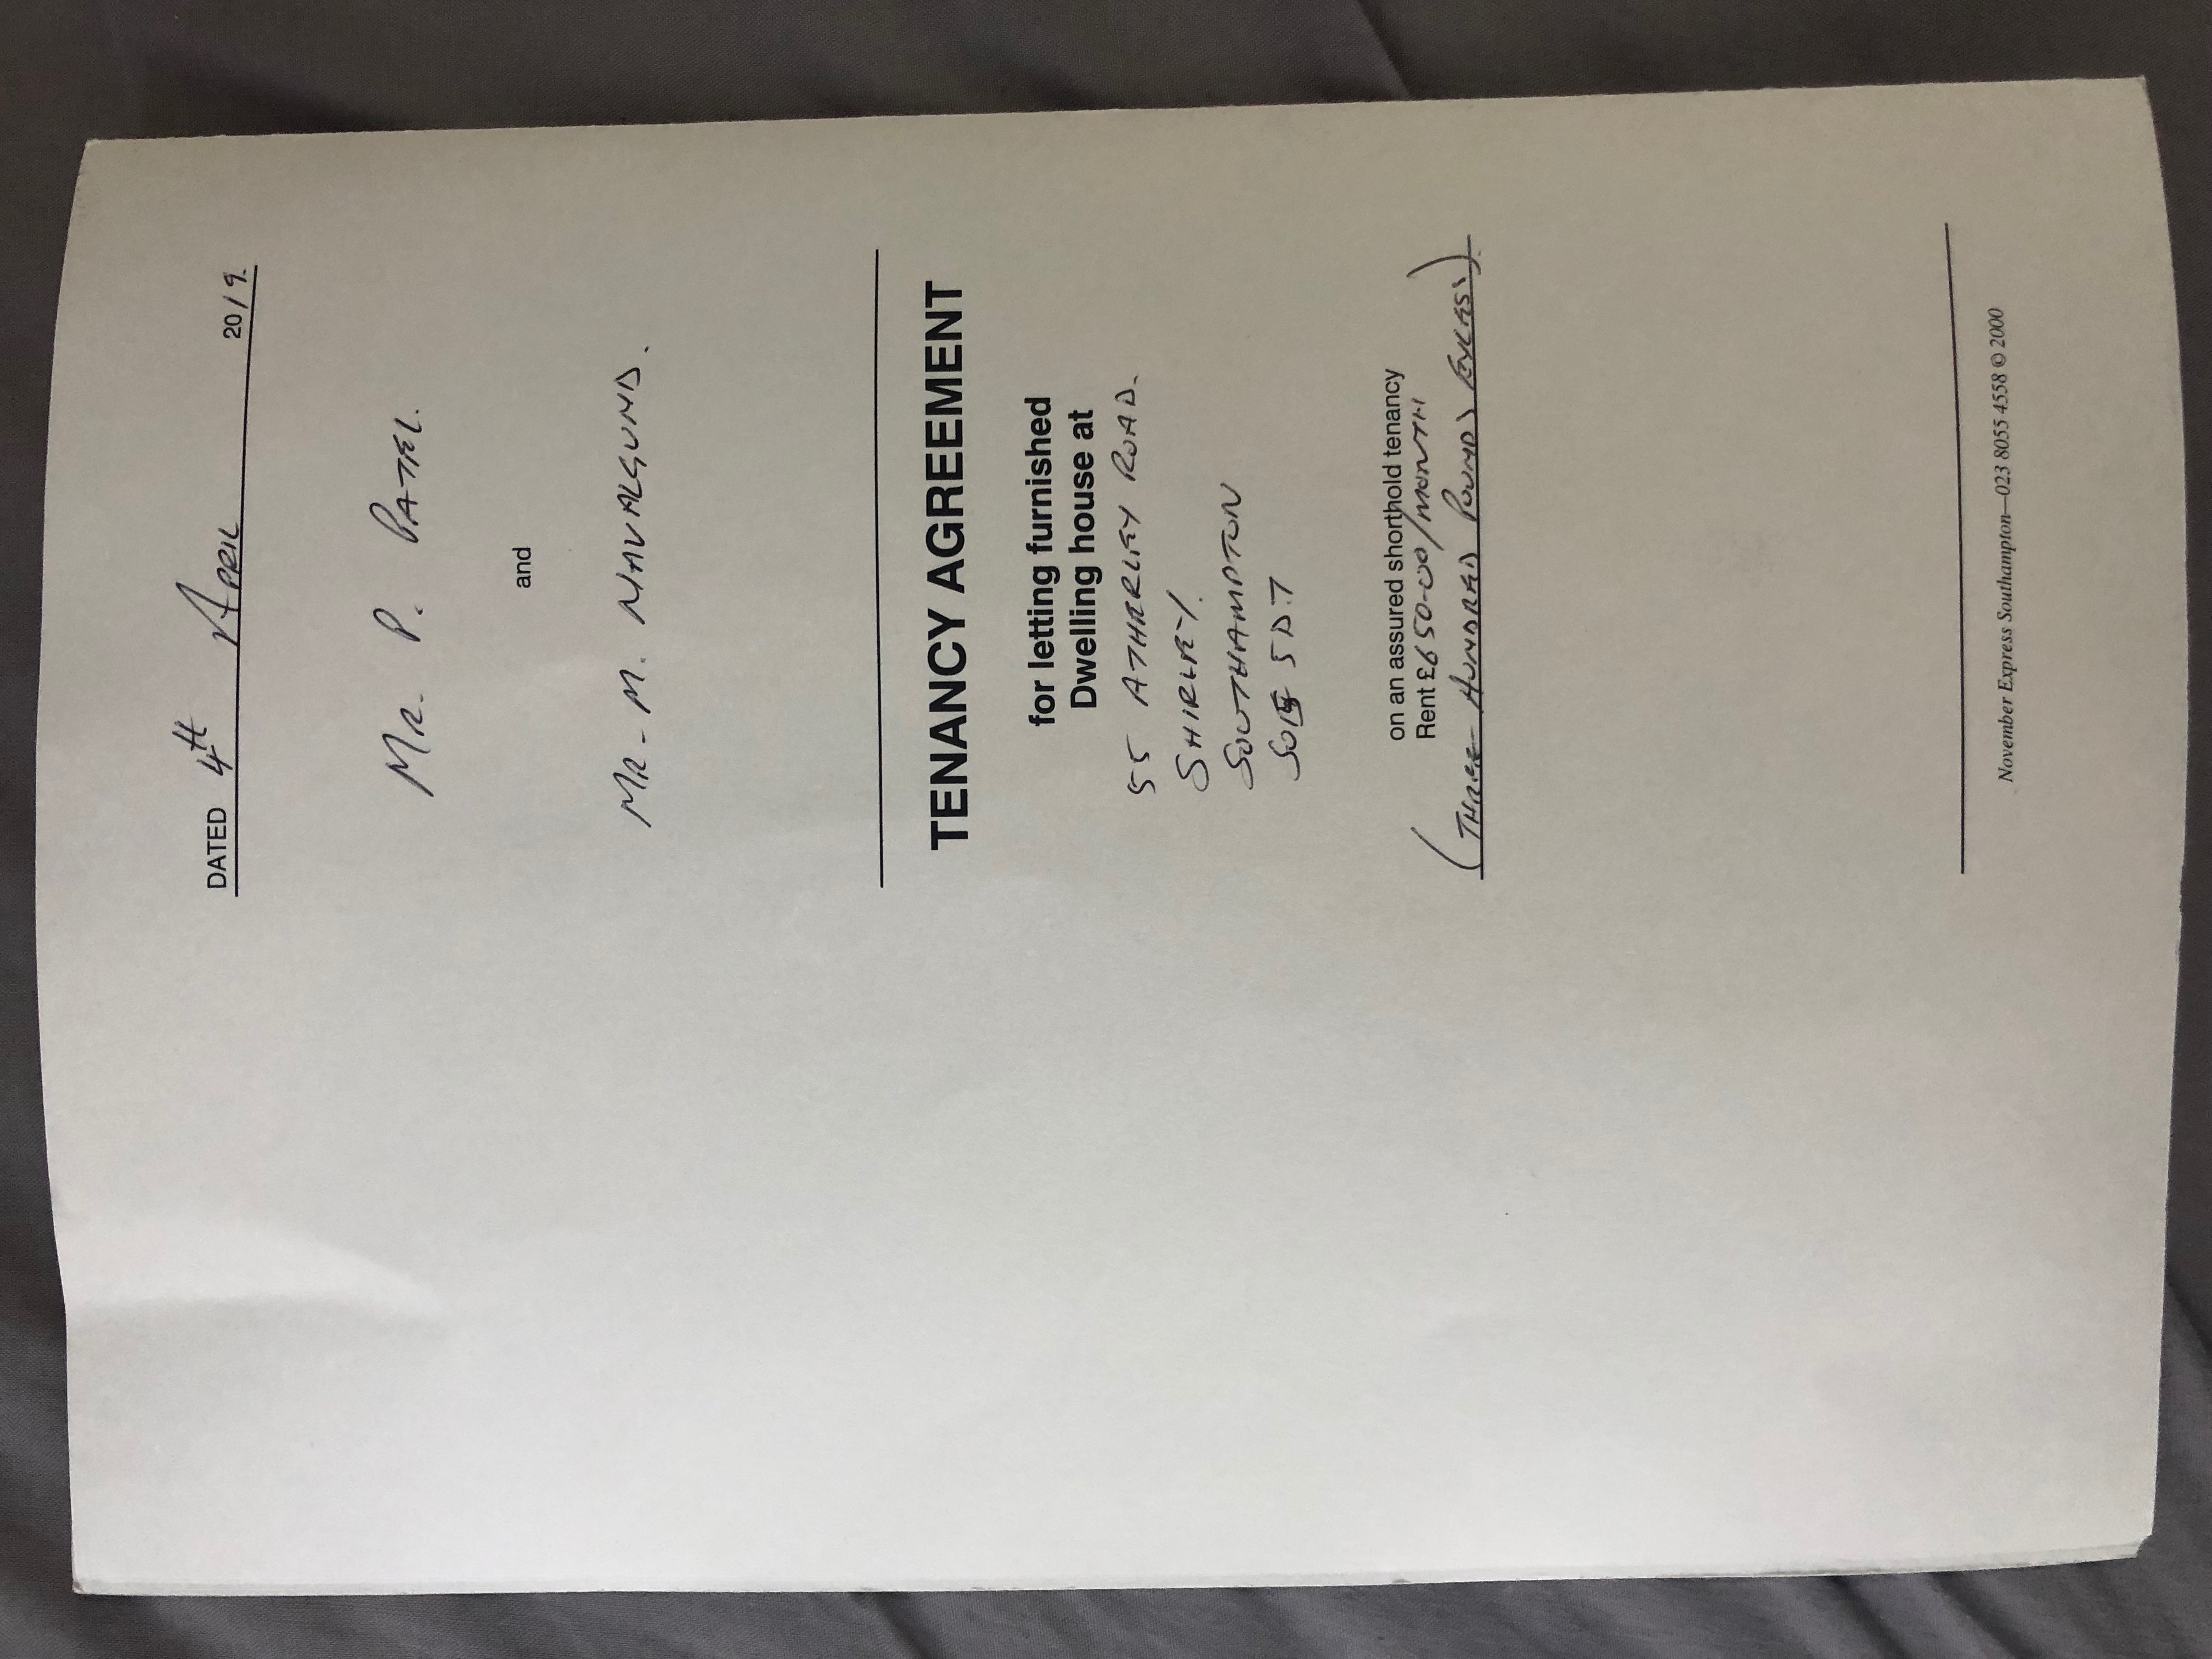 DATED 4TH APRIL 2019.
MR. P. PATEL.
and
MR. M. NAVALGUND.
TENANCY AGREEMENT
for letting furnished
Dwelling house at
55 ATHERLEY ROAD.
SHIRLEY.
SOUTHAMPTON
SO15 5DT
on an assured shorthold tenancy
Rent £650-00/MONTH
(THREE HUNDRED POUNDS EXCESS)
November Express Southampton—023 8055 4558 © 2000